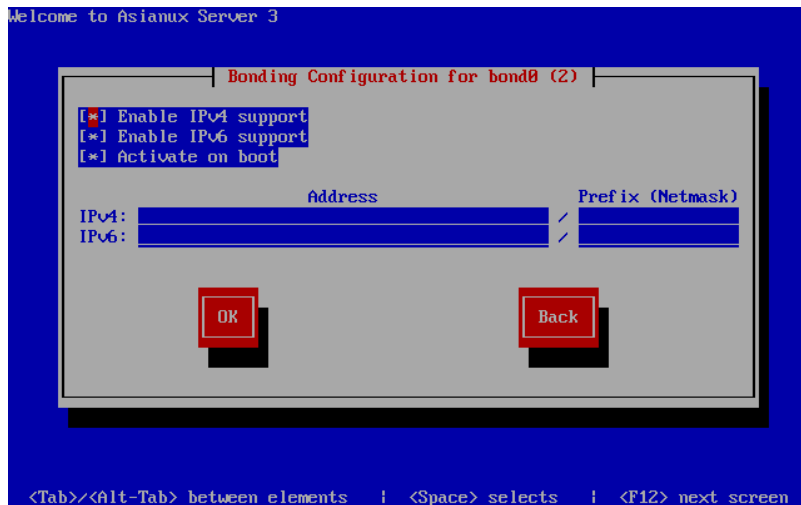 Welcome to Asianux Server 3
Bonding Configuration for bond0 (2)
[*] Enable IPv4 support
[*] Enable IPv6 support
[*] Activate on boot
Address Prefix (Netmask)
IPv4: /
IPv6: /
OK Back
<Tab>/<Alt-Tab> between elements | <Space> selects | <F12> next screen